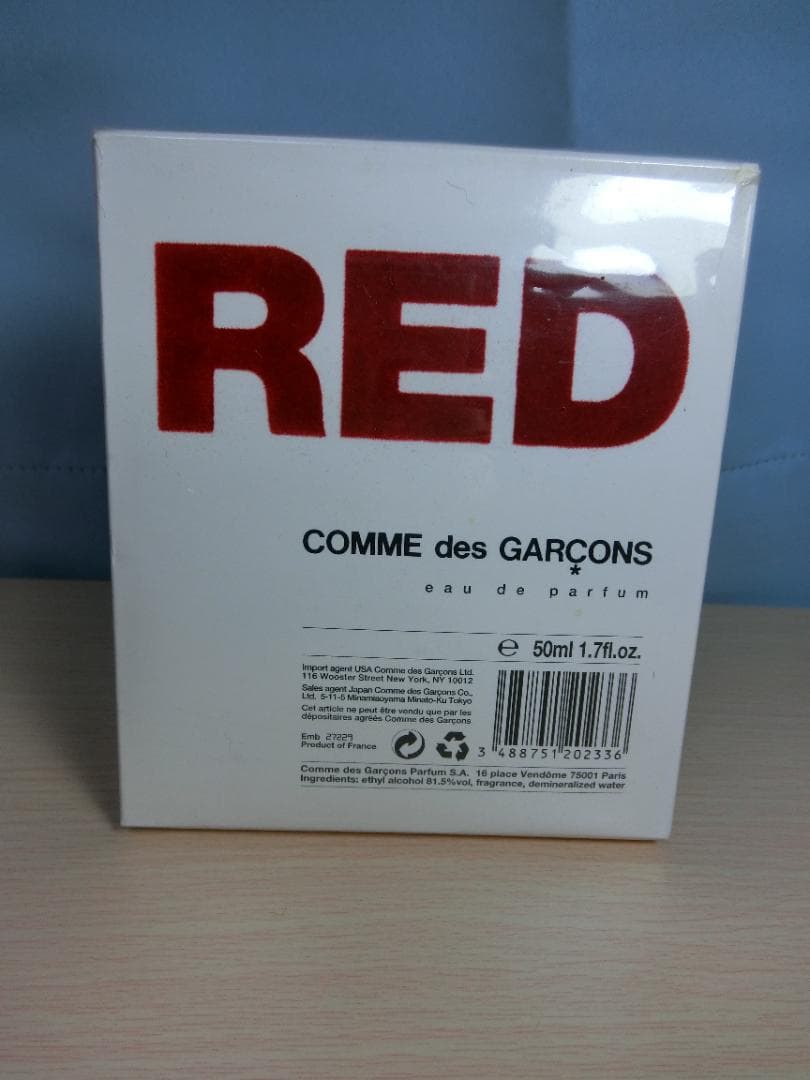 RED
COMME des GARÇONS
*
eau de parfum
℮ 50ml 1.7fl.oz.
Import agent USA Comme des Garçons Ltd.
116 Wooster Street New York, NY 10012
Sales agent Japan Comme des Garçons Co.,
Ltd. 5-11-5 Minamiaoyama Minato-Ku Tokyo
Cet article ne peut être vendu que par les
dépositaires agréés Comme des Garçons
Emb 27229
Product of France
3 488751 202336
Comme des Garçons Parfum S.A. 16 place Vendôme 75001 Paris
Ingredients: ethyl alcohol 81.5%vol, fragrance, demineralized water